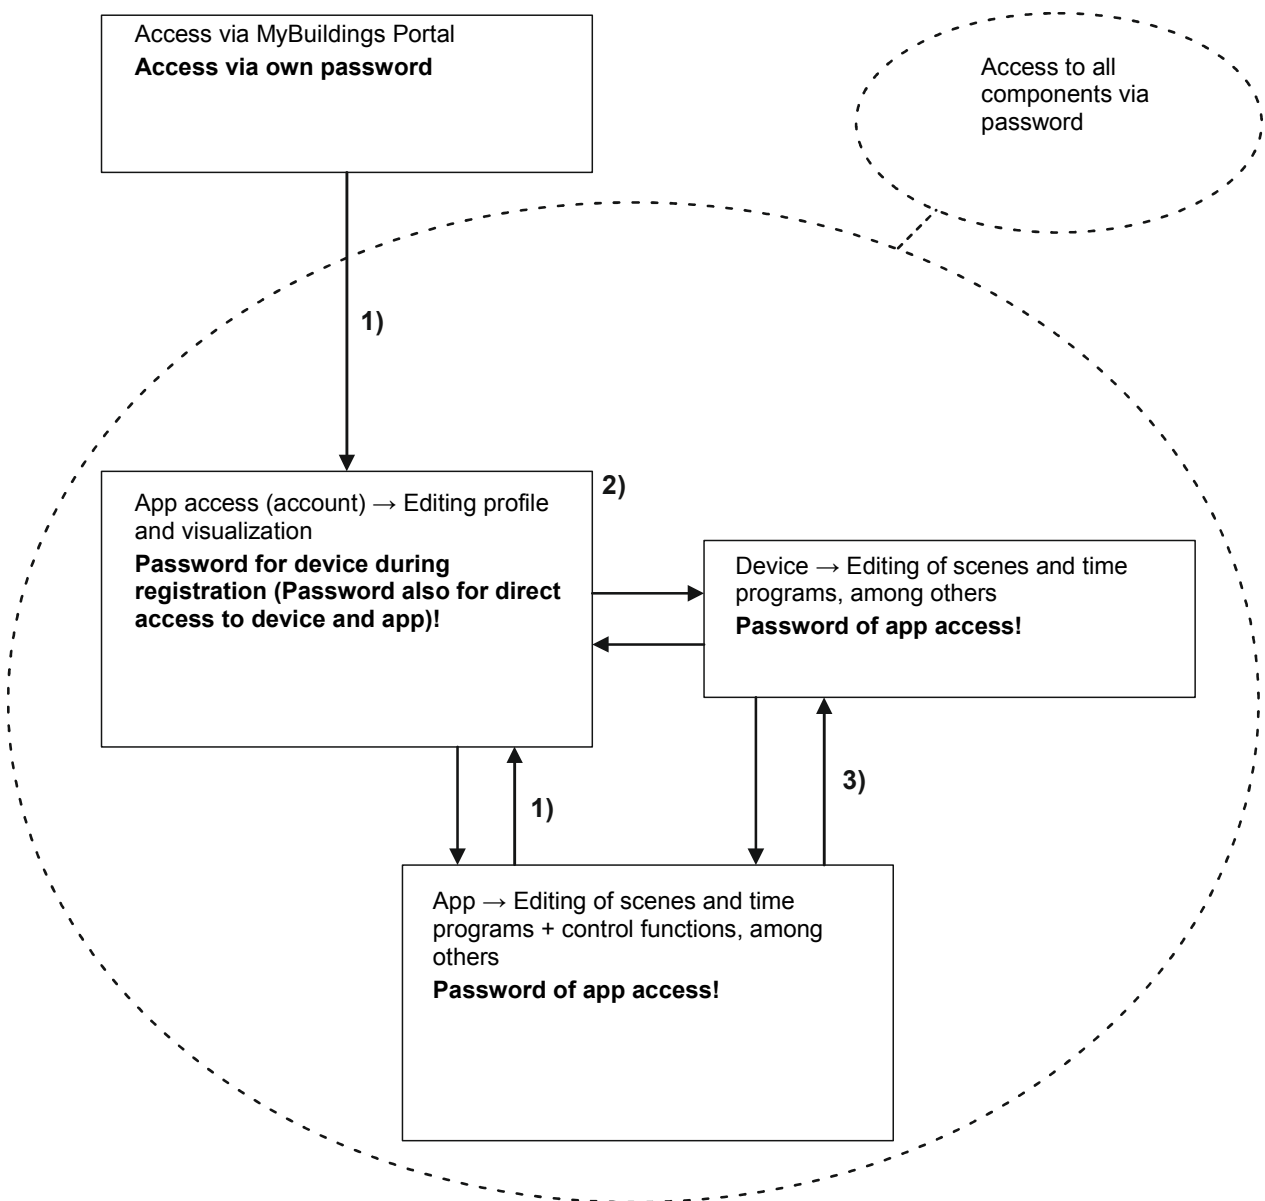 Access via MyBuildings Portal
Access via own password
Access to all
components via
password
1)
App access (account) → Editing profile
and visualization
Password for device during
registration (Password also for direct
access to device and app)!
2)
Device → Editing of scenes and time
programs, among others
Password of app access!
1)
3)
App → Editing of scenes and time
programs + control functions, among
others
Password of app access!